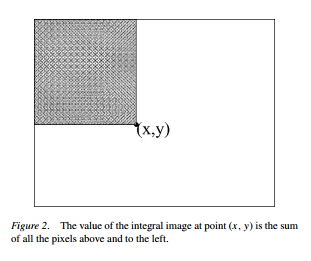 (x,y)
Figure 2. The value of the integral image at point (x, y) is the sum
of all the pixels above and to the left.